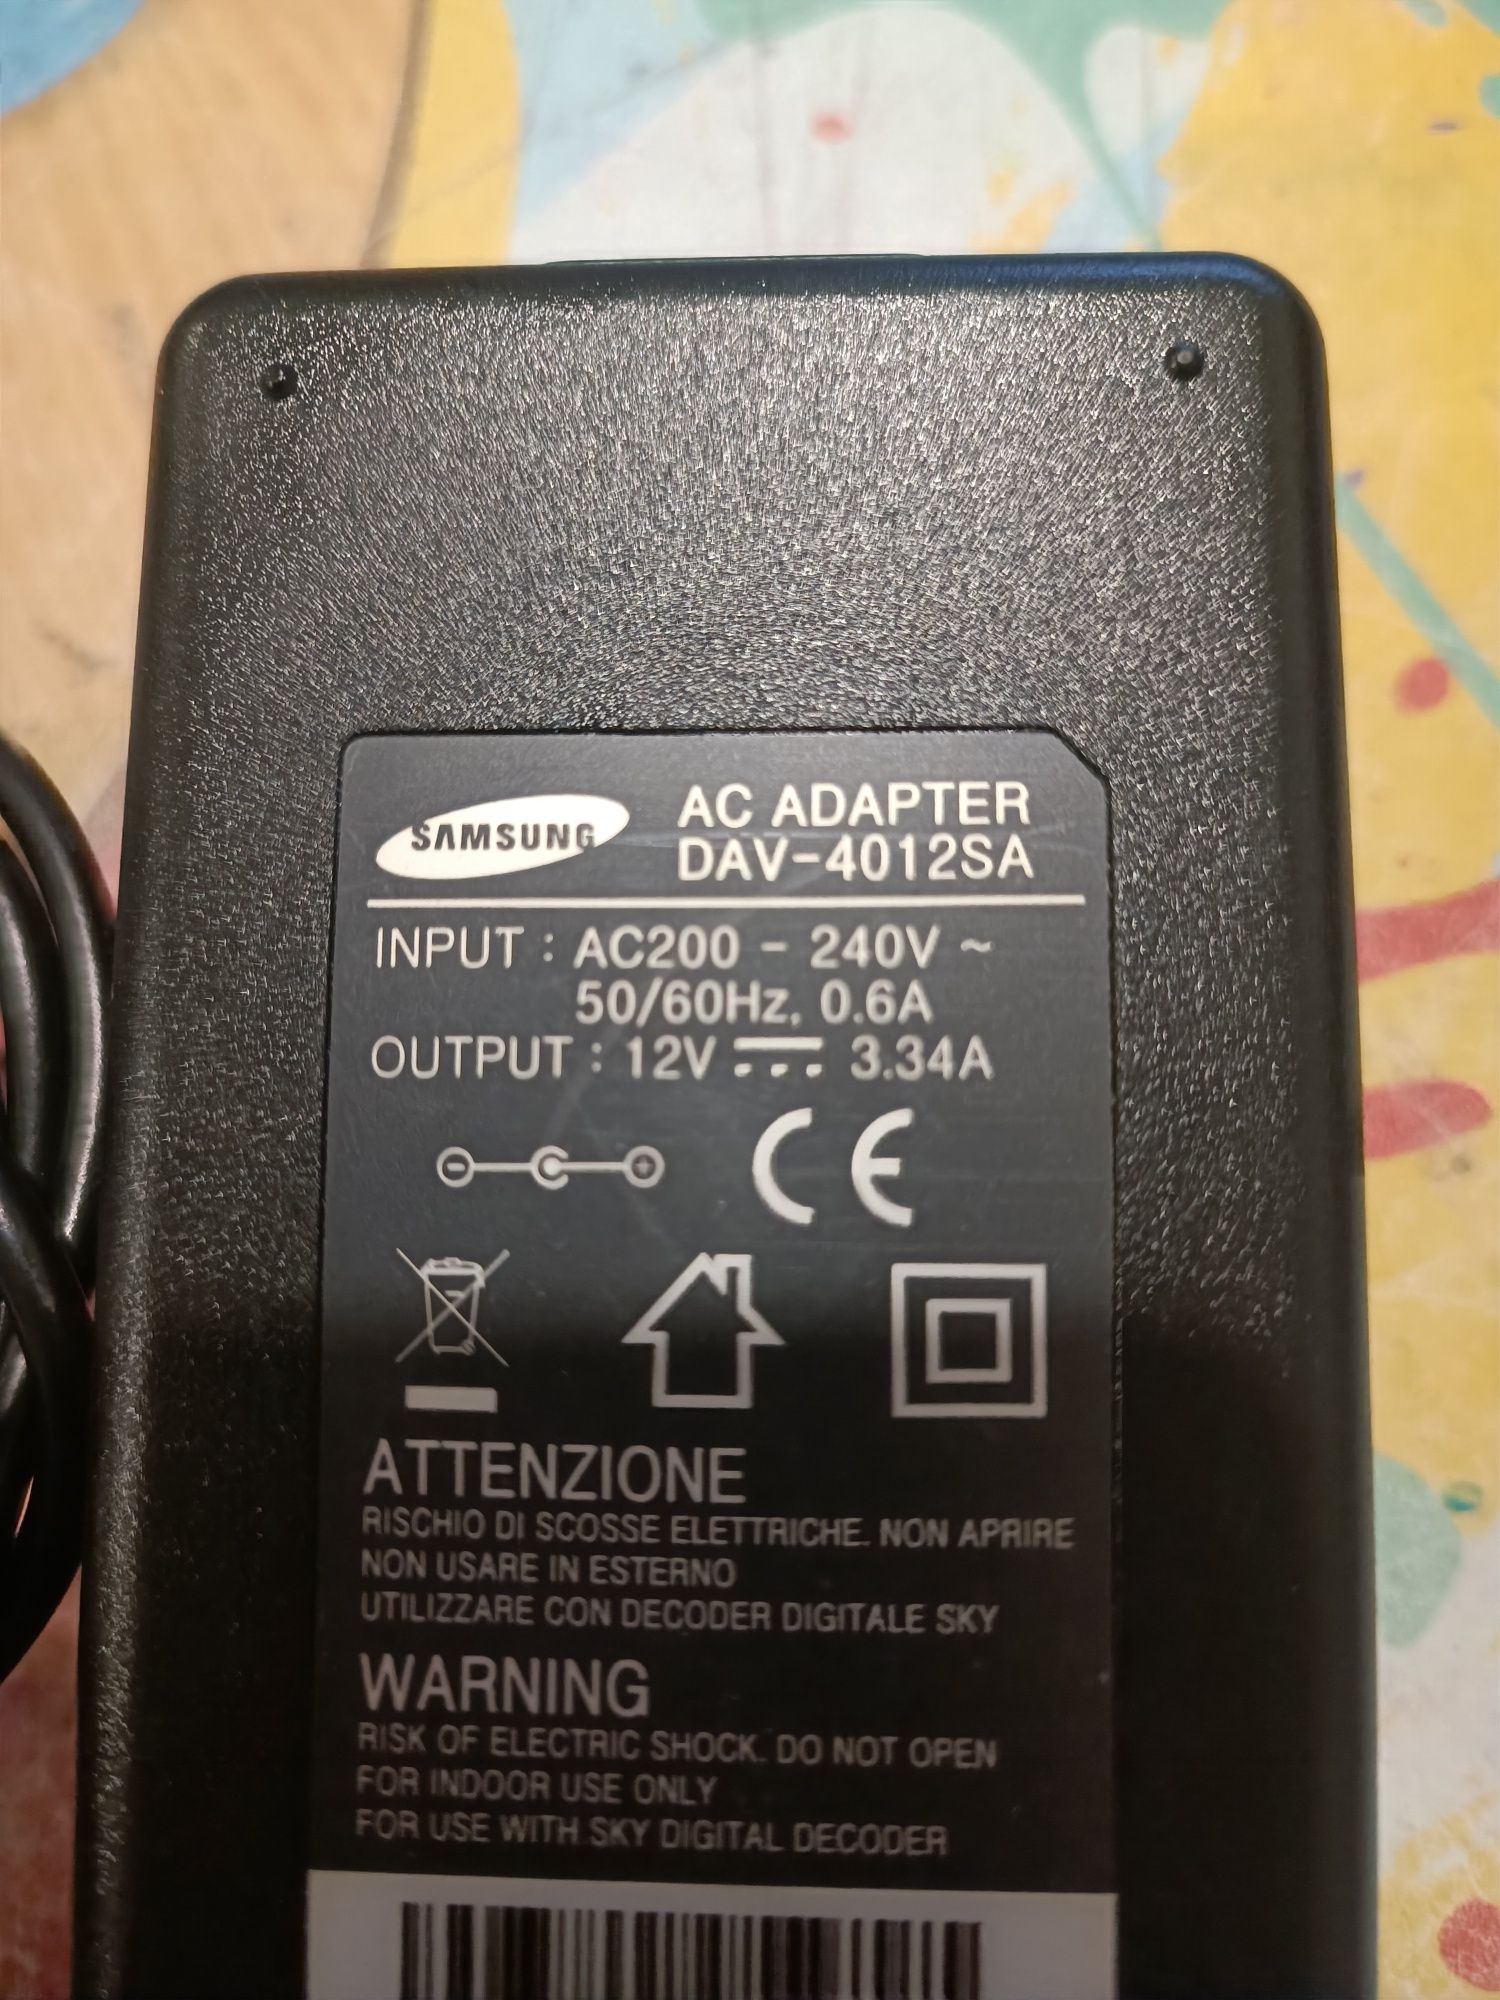 SAMSUNG
AC ADAPTER
DAV-4012SA
INPUT : AC200 - 240V ~
50/60Hz, 0.6A
OUTPUT : 12V ⎓ 3.34A
CE
ATTENZIONE
RISCHIO DI SCOSSE ELETTRICHE. NON APRIRE
NON USARE IN ESTERNO
UTILIZZARE CON DECODER DIGITALE SKY
WARNING
RISK OF ELECTRIC SHOCK. DO NOT OPEN
FOR INDOOR USE ONLY
FOR USE WITH SKY DIGITAL DECODER